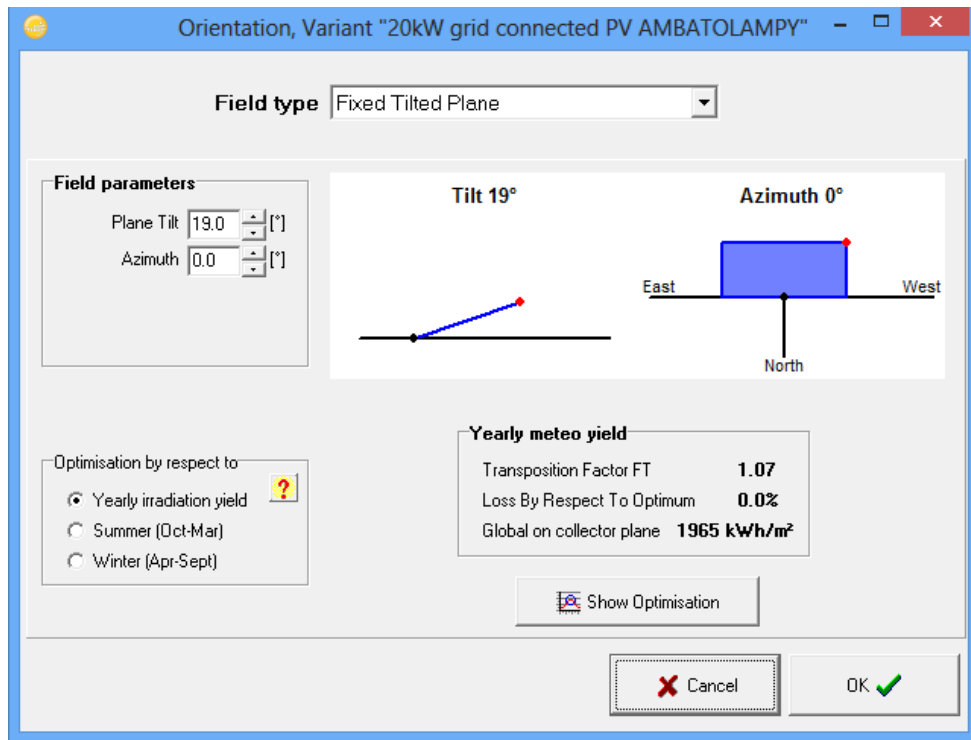 Orientation, Variant "20kW grid connected PV AMBATOLAMPY"
Field type Fixed Tilted Plane
Field parameters
Plane Tilt 19.0 [°]
Azimuth 0.0 [°]
Tilt 19°
Azimuth 0°
East
West
North
Optimisation by respect to
?
Yearly irradiation yield
Summer (Oct-Mar)
Winter (Apr-Sept)
Yearly meteo yield
Transposition Factor FT 1.07
Loss By Respect To Optimum 0.0%
Global on collector plane 1965 kWh/m²
Show Optimisation
Cancel
OK